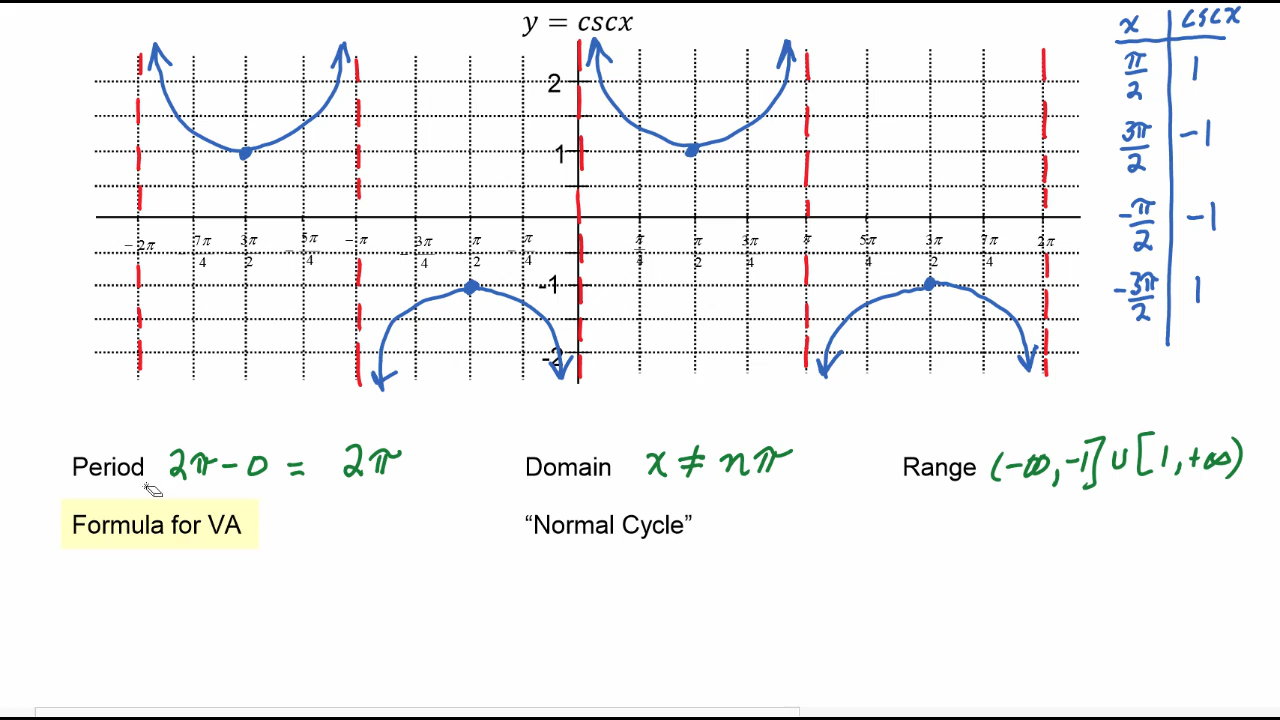 y = cscx
x cscx
π/2 1
3π/2 -1
-π/2 -1
-3π/2 1
2
1
-2π -7π/4 3π/2 -5π/4 -π -3π/4 π/2 -π/4 π/4 π/2 3π/4 π 5π/4 3π/2 7π/4 2π
-1
-2
Period 2π - 0 = 2π Domain x ≠ nπ Range (-∞, -1] ∪ [1, +∞)
Formula for VA “Normal Cycle”